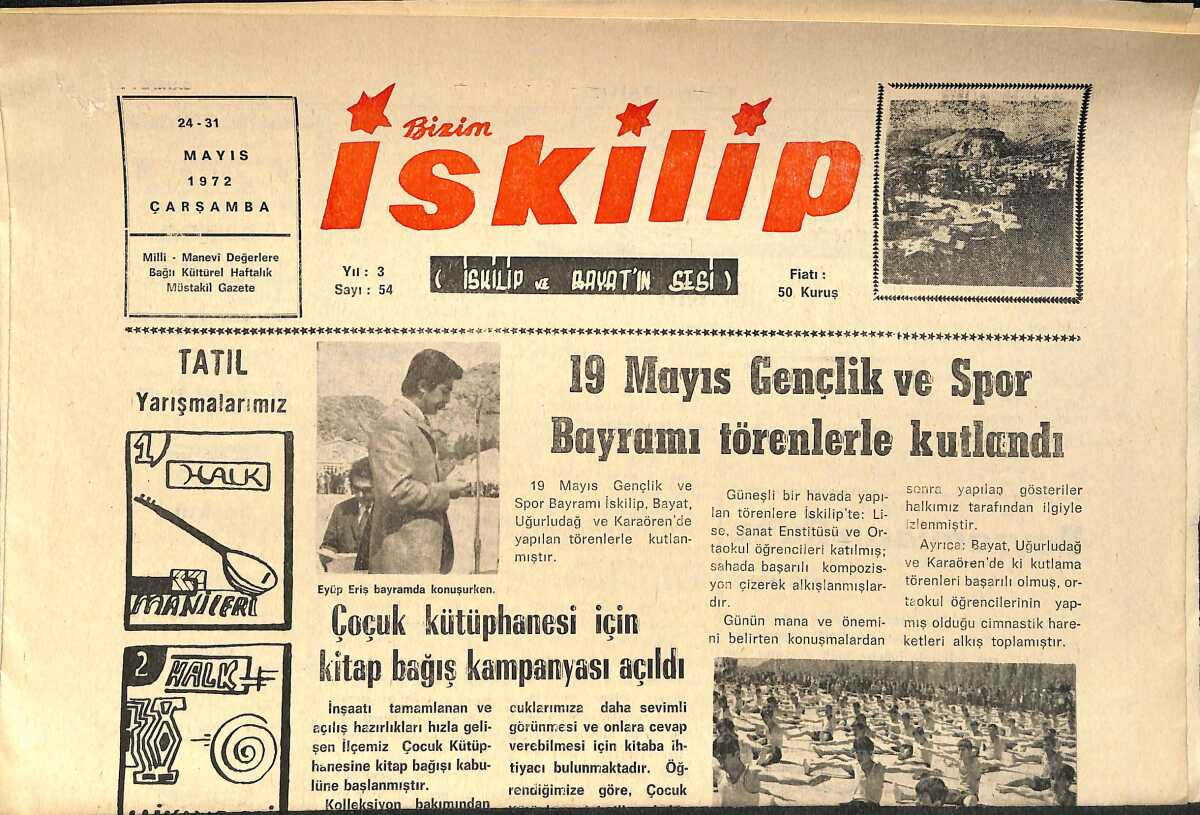 24 - 31
MAYIS
1972
ÇARŞAMBA
Milli - Manevi Değerlere
Bağlı Kültürel Haftalık
Müstakil Gazete
Bizim
iskilip
Yıl : 3
Sayı : 54
( İSKİLİP ve BAYAT'IN SESİ )
Fiatı :
50 Kuruş
TATİL
Yarışmalarımız
1)
HALK
MANİLERİ
2
HALK
Eyüp Eriş bayramda konuşurken.
19 Mayıs Gençlik ve Spor
Bayramı törenlerle kutlandı
19 Mayıs Gençlik ve
Spor Bayramı İskilip, Bayat,
Uğurludağ ve Karaören'de
yapılan törenlerle kutlan-
mıştır.
Güneşli bir havada yapı-
lan törenlere İskilip'te: Li-
se, Sanat Enstitüsü ve Or-
taokul öğrencileri katılmış;
sahada başarılı kompozis-
yon çizerek alkışlanmışlar-
dır.
Günün mana ve önemi-
ni belirten konuşmalardan
sonra yapılan gösteriler
halkımız tarafından ilgiyle
izlenmiştir.
Ayrıca; Bayat, Uğurludağ
ve Karaören'de ki kutlama
törenleri başarılı olmuş, or-
taokul öğrencilerinin yap-
mış olduğu cimnastik hare-
ketleri alkış toplamıştır.
Çoçuk kütüphanesi için
kitap bağış kampanyası açıldı
İnşaatı tamamlanan ve
açılış hazırlıkları hızla geli-
şen İlçemiz Çocuk Kütüp-
hanesine kitap bağışı kabu-
lüne başlanmıştır.
Kolleksiyon bakımından
cuklarımıza daha sevimli
görünmesi ve onlara cevap
verebilmesi için kitaba ih-
tiyacı bulunmaktadır. Öğ-
rendiğimize göre, Çocuk